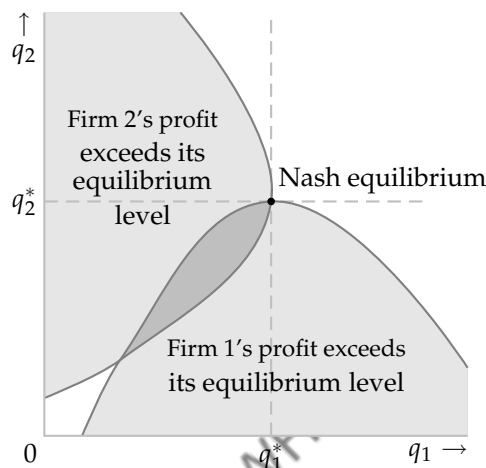 ↑
q2
Firm 2's profit
exceeds its
equilibrium
level
q2*
Nash equilibrium
Firm 1's profit exceeds
its equilibrium level
0
q1*
q1 →